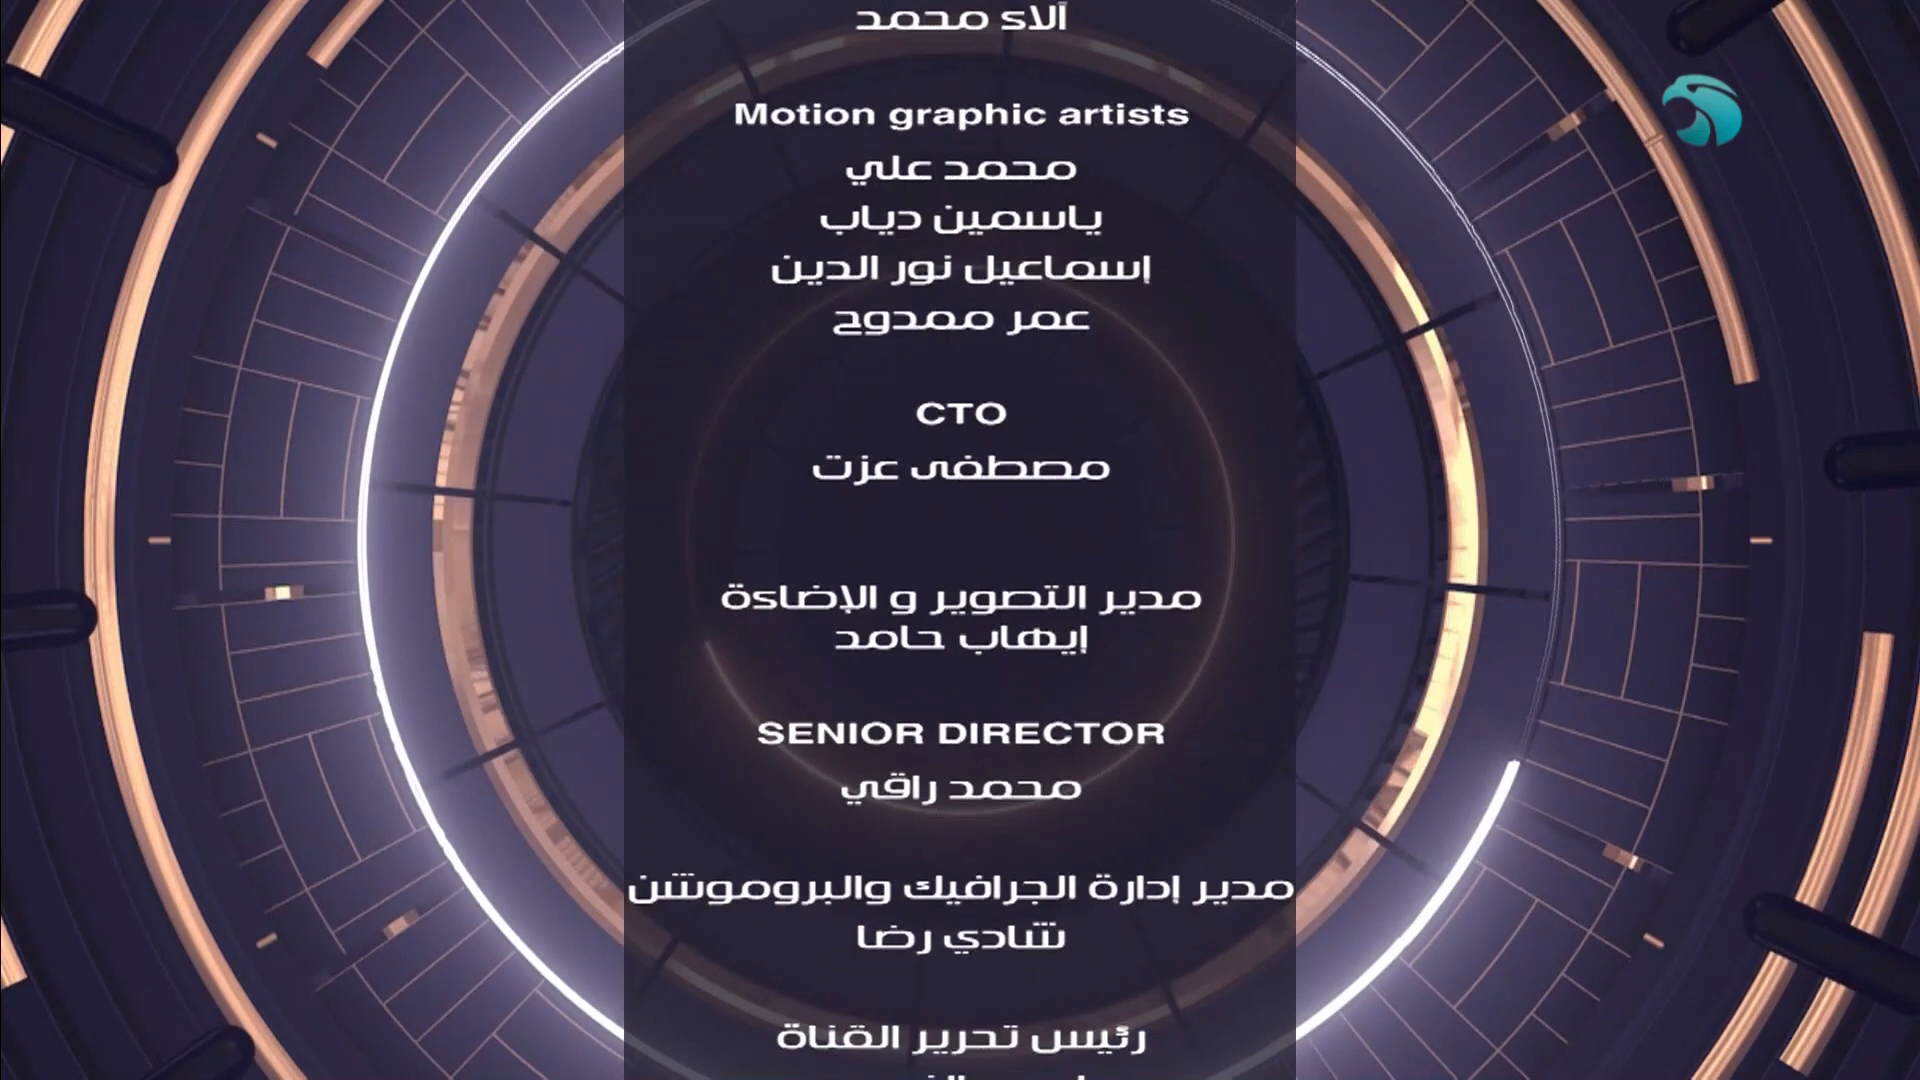 آلاء محمد
Motion graphic artists
محمد علي
ياسمين دياب
إسماعيل نور الدين
عمر ممدوح
CTO
مصطفى عزت
مدير التصوير و الإضاءة
إيهاب حامد
SENIOR DIRECTOR
محمد راقي
مدير إدارة الجرافيك والبروموشن
شادي رضا
رئيس تحرير القناة